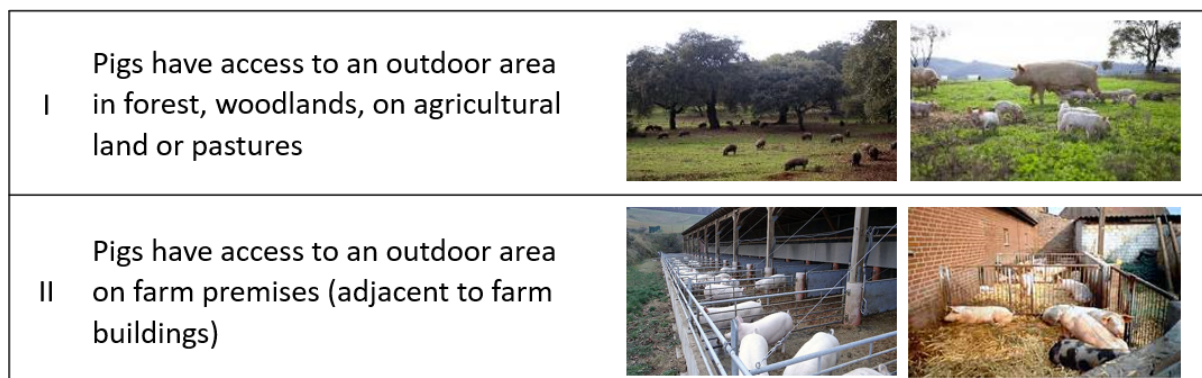 Pigs have access to an outdoor area
I
in forest, woodlands, on agricultural
land or pastures
Pigs have access to an outdoor area
II
on farm premises (adjacent to farm
buildings)